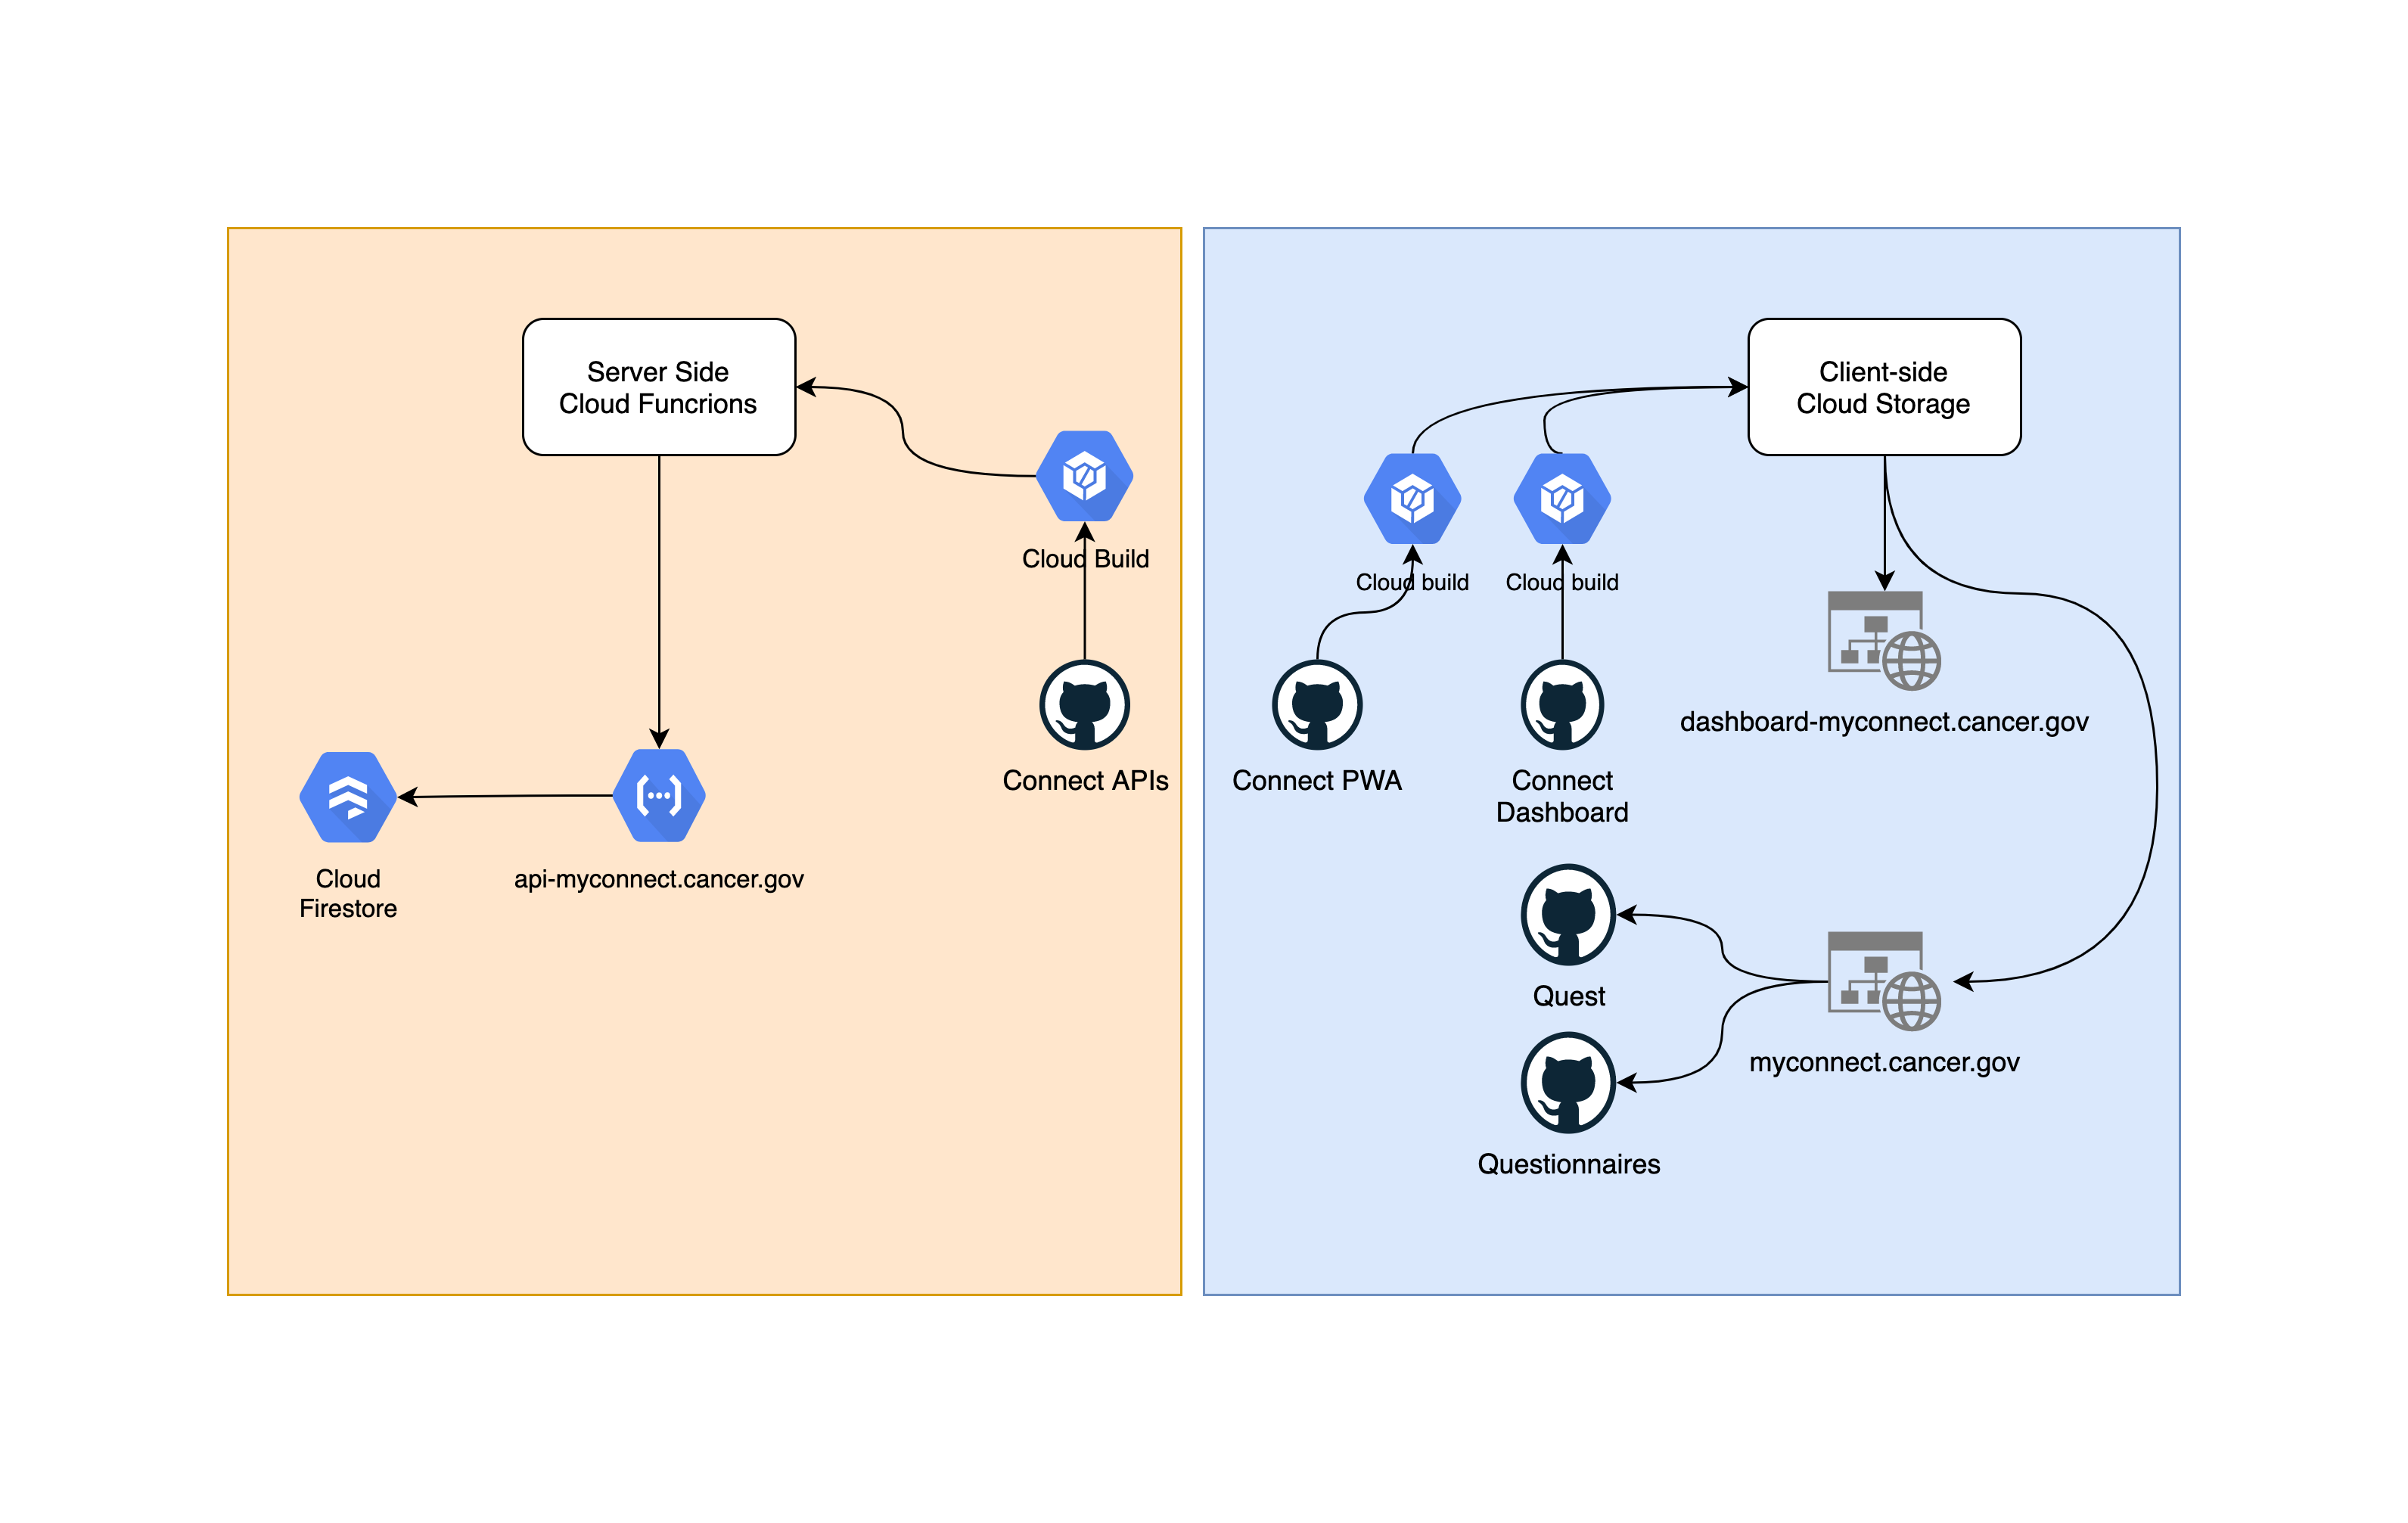 Server Side
Cloud Funcrions
Cloud Build
Connect APIs
Cloud
Firestore
api-myconnect.cancer.gov
Client-side
Cloud Storage
Cloud build
Cloud build
dashboard-myconnect.cancer.gov
Connect PWA
Connect
Dashboard
Quest
myconnect.cancer.gov
Questionnaires